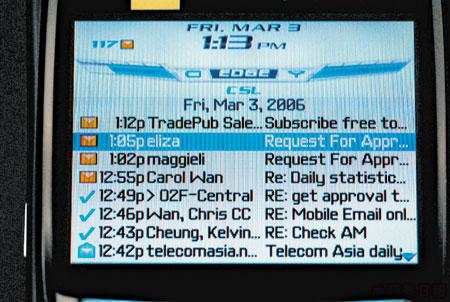 FRI, MAR 3
117 1:13 PM
EDGE
CSL
Fri, Mar 3, 2006
1:12p TradePub Sale... Subscribe free to...
1:05p eliza Request For Appr...
1:02p maggieli Request For Appr...
12:55p Carol Wan Re: Daily statistic...
12:49p > O2F-Central RE: get approval t...
12:46p Wan, Chris CC RE: Mobile Email onl...
12:43p Cheung, Kelvin... RE: Check AM
12:42p telecomasia.n... Telecom Asia daily